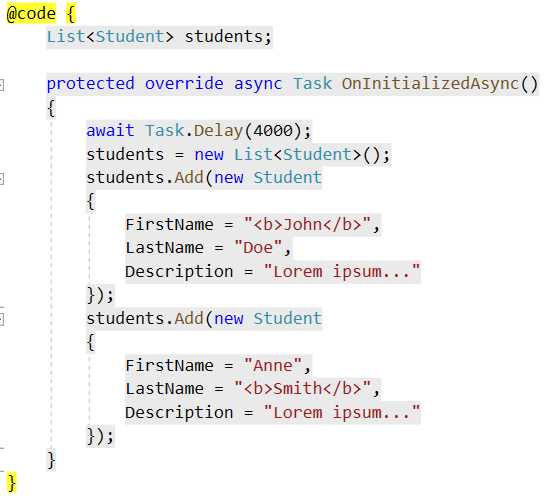 @code {
List<Student> students;
protected override async Task OnInitializedAsync()
{
await Task.Delay(4000);
students = new List<Student>();
students.Add(new Student
{
FirstName = "<b>John</b>",
LastName = "Doe",
Description = "Lorem ipsum..."
});
students.Add(new Student
{
FirstName = "Anne",
LastName = "<b>Smith</b>",
Description = "Lorem ipsum..."
});
}
}